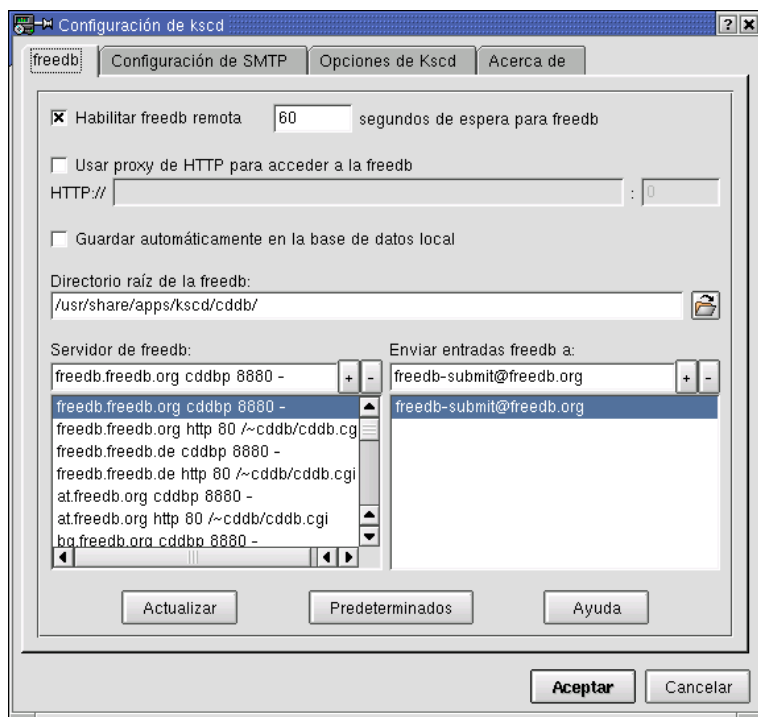 Configuración de kscd
freedb Configuración de SMTP Opciones de Kscd Acerca de
Habilitar freedb remota 60 segundos de espera para freedb
Usar proxy de HTTP para acceder a la freedb
HTTP:// : 0
Guardar automáticamente en la base de datos local
Directorio raíz de la freedb:
/usr/share/apps/kscd/cddb/
Servidor de freedb: Enviar entradas freedb a:
freedb.freedb.org cddbp 8880 - + - freedb-submit@freedb.org + -
freedb.freedb.org cddbp 8880 - freedb-submit@freedb.org
freedb.freedb.org http 80 /~cddb/cddb.cg
freedb.freedb.de cddbp 8880 -
freedb.freedb.de http 80 /~cddb/cddb.cgi
at.freedb.org cddbp 8880 -
at.freedb.org http 80 /~cddb/cddb.cgi
bg.freedb.org cddbp 8880 -
Actualizar Predeterminados Ayuda
Aceptar Cancelar